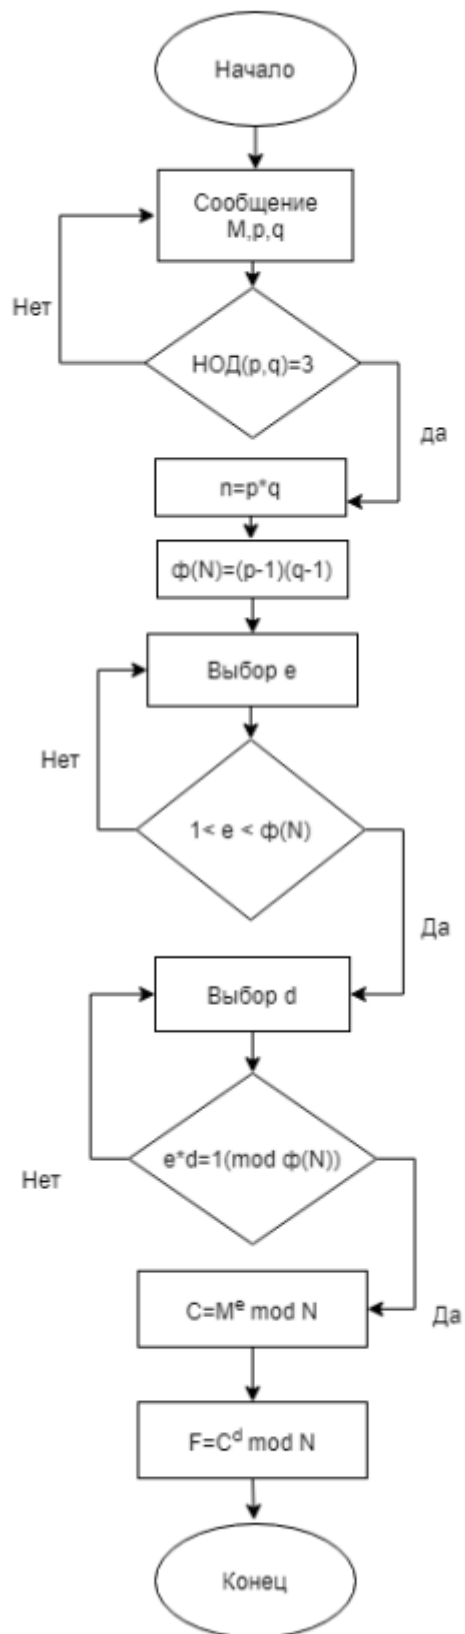 Начало
Сообщение
М,p,q
Нет
НОД(p,q)=3
да
n=p*q
ф(N)=(p-1)(q-1)
Выбор e
Нет
1< e < ф(N)
Да
Выбор d
e*d=1(mod ф(N))
Нет
C=Mᵉ mod N
Да
F=Cᵈ mod N
Конец